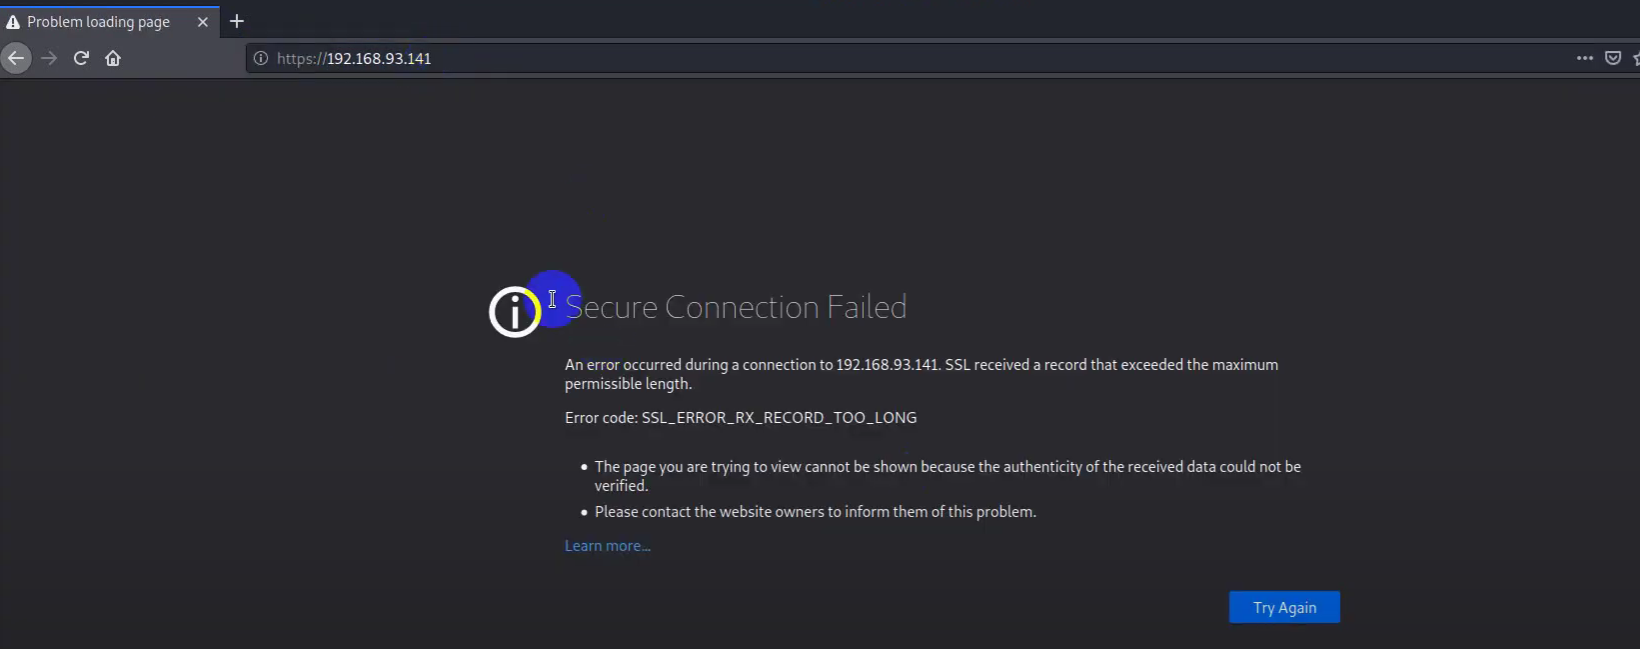 Problem loading page
https://192.168.93.141
Secure Connection Failed
An error occurred during a connection to 192.168.93.141. SSL received a record that exceeded the maximum
permissible length.
Error code: SSL_ERROR_RX_RECORD_TOO_LONG
The page you are trying to view cannot be shown because the authenticity of the received data could not be
verified.
Please contact the website owners to inform them of this problem.
Learn more...
Try Again